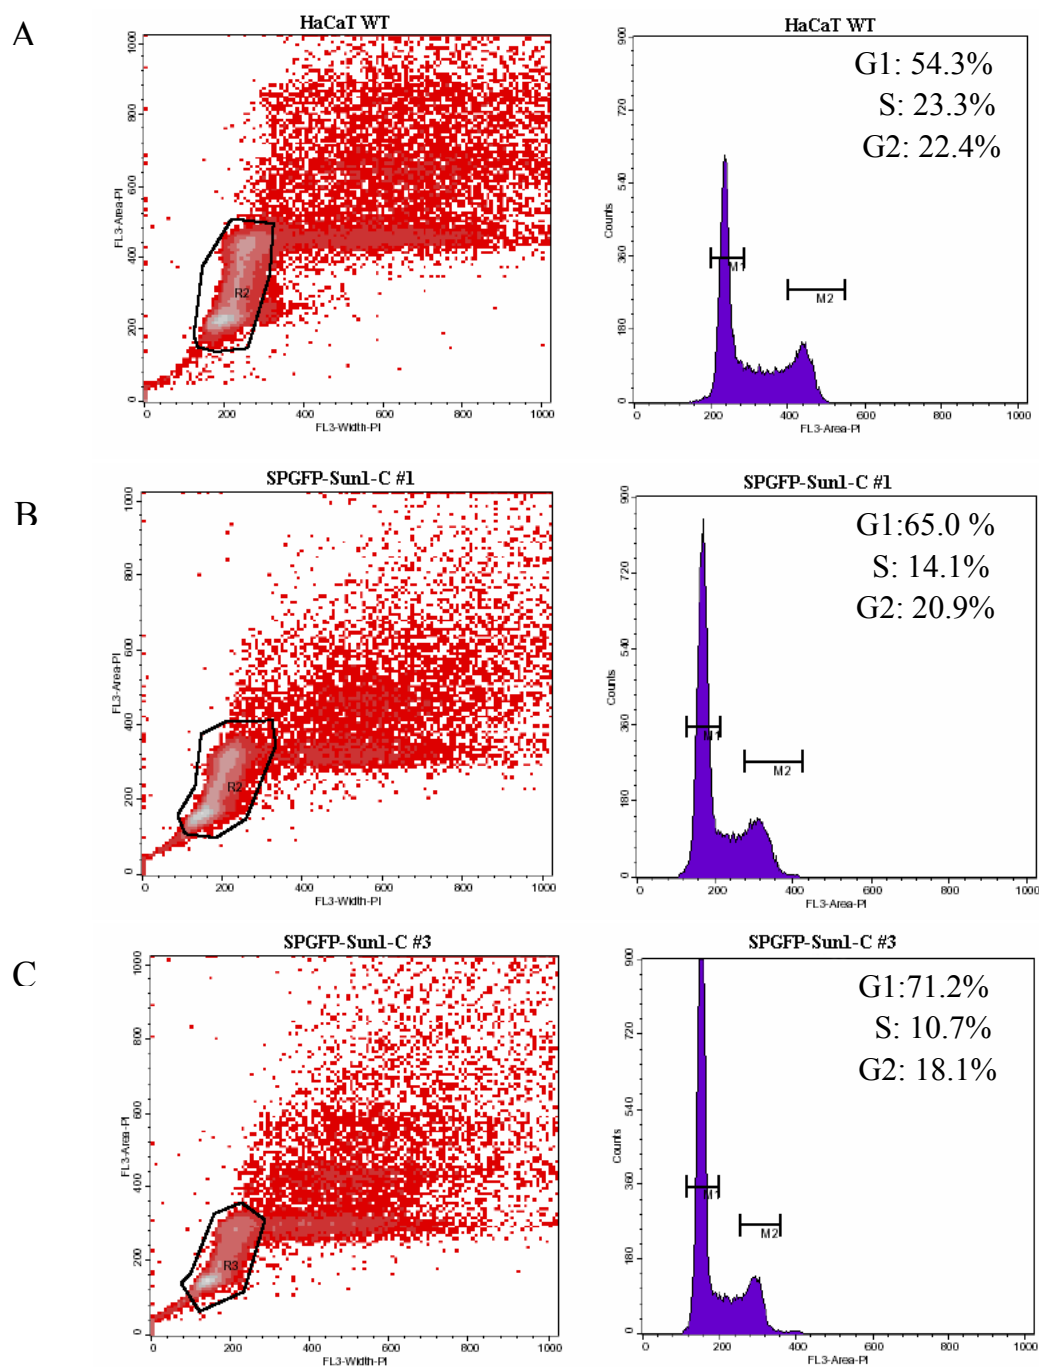 A
HaCaT WT
1000
800
600
400
200
0
FL3-Area-PI
R2
0 200 400 600 800 1000
FL3-Width-PI
HaCaT WT
G1: 54.3%
S: 23.3%
G2: 22.4%
900
720
540
360
180
0
Counts
M1
M2
0 200 400 600 800 1000
FL3-Area-PI
B
SPGFP-Sun1-C #1
1000
800
600
400
200
0
FL3-Area-PI
R2
0 200 400 600 800 1000
FL3-Width-PI
SPGFP-Sun1-C #1
G1:65.0 %
S: 14.1%
G2: 20.9%
900
720
540
360
180
0
Counts
M1
M2
0 200 400 600 800 1000
FL3-Area-PI
C
SPGFP-Sun1-C #3
1000
800
600
400
200
0
FL3-Area-PI
R3
0 200 400 600 800 1000
FL3-Width-PI
SPGFP-Sun1-C #3
G1:71.2%
S: 10.7%
G2: 18.1%
900
720
540
360
180
0
Counts
M1
M2
0 200 400 600 800 1000
FL3-Area-PI